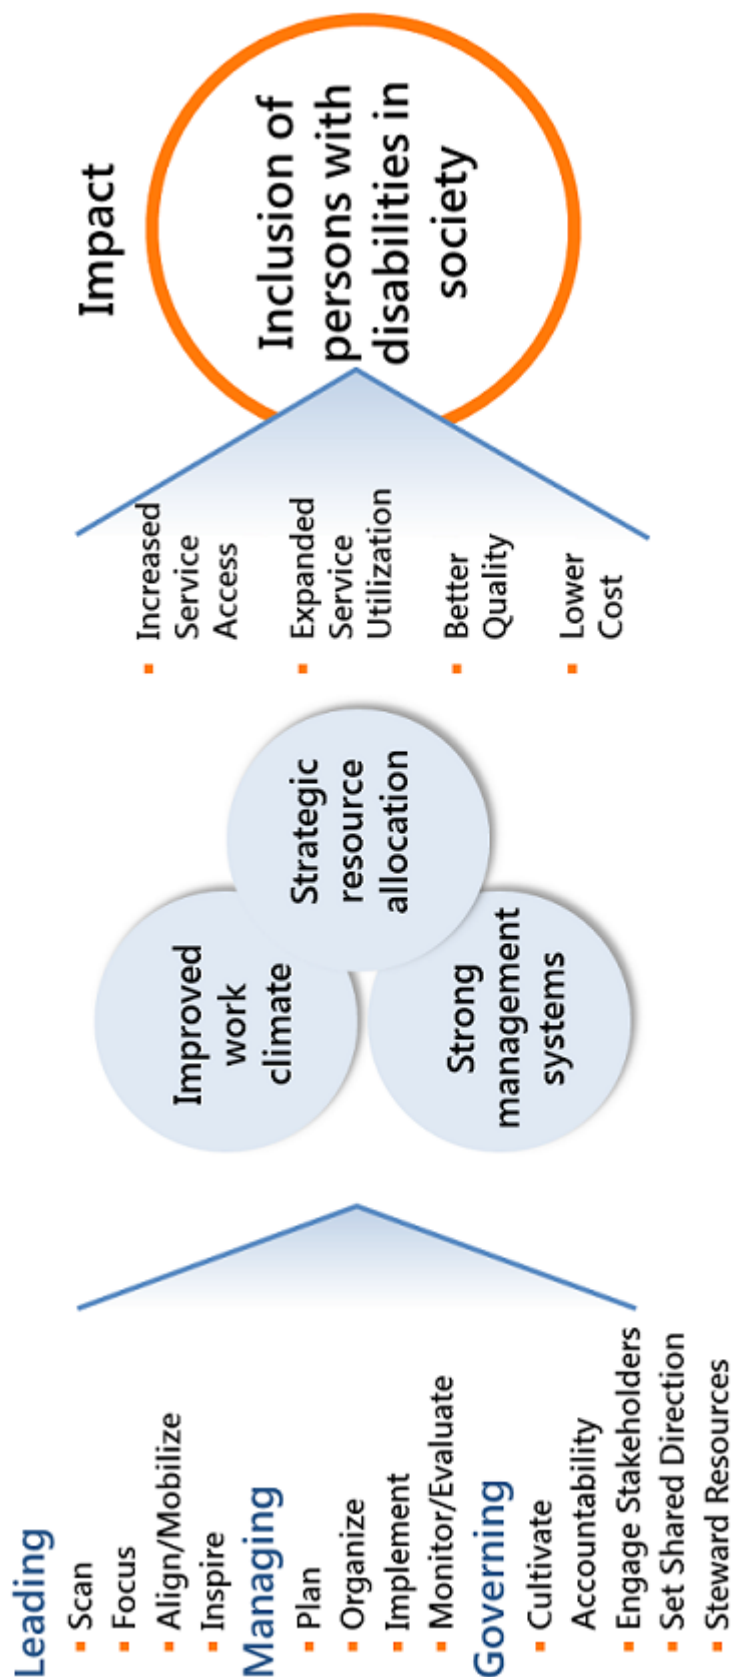 Leading
▪ Scan
▪ Focus
▪ Align/Mobilize
▪ Inspire
Managing
▪ Plan
▪ Organize
▪ Implement
▪ Monitor/Evaluate
Governing
▪ Cultivate
Accountability
▪ Engage Stakeholders
▪ Set Shared Direction
▪ Steward Resources
Improved
work
climate
Strong
management
systems
Strategic
resource
allocation
▪ Increased
Service
Access
▪ Expanded
Service
Utilization
▪ Better
Quality
▪ Lower
Cost
Impact
Inclusion of
persons with
disabilities in
society